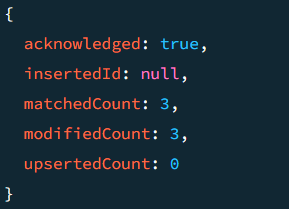 {
acknowledged: true,
insertedId: null,
matchedCount: 3,
modifiedCount: 3,
upsertedCount: 0
}